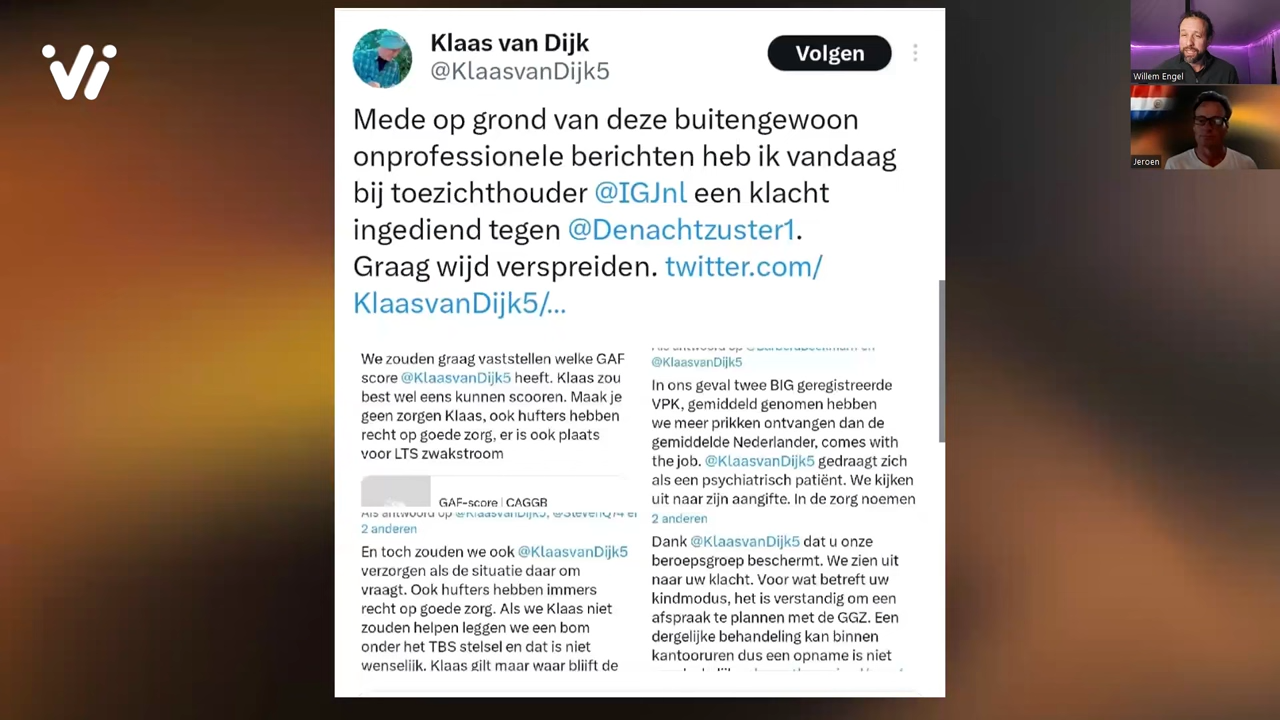 Klaas van Dijk
@KlaasvanDijk5
Volgen
Mede op grond van deze buitengewoon
onprofessionele berichten heb ik vandaag
bij toezichthouder @IGJnl een klacht
ingediend tegen @Denachtzuster1.
Graag wijd verspreiden. twitter.com/
KlaasvanDijk5/...
We zouden graag vaststellen welke GAF
score @KlaasvanDijk5 heeft. Klaas zou
best wel eens kunnen scooren. Maak je
geen zorgen Klaas, ook hufters hebben
recht op goede zorg, er is ook plaats
voor LTS zwakstroom
GAF-score | CAGGB
Als antwoord op @KlaasvanDijk5, @StevenQ74 en
2 anderen
En toch zouden we ook @KlaasvanDijk5
verzorgen als de situatie daar om
vraagt. Ook hufters hebben immers
recht op goede zorg. Als we Klaas niet
zouden helpen leggen we een bom
onder het TBS stelsel en dat is niet
wenselijk. Klaas gilt maar waar blijft de
Als antwoord op
@KlaasvanDijk5
In ons geval twee BIG geregistreerde
VPK, gemiddeld genomen hebben
we meer prikken ontvangen dan de
gemiddelde Nederlander, comes with
the job. @KlaasvanDijk5 gedraagt zich
als een psychiatrisch patiënt. We kijken
uit naar zijn aangifte. In de zorg noemen
2 anderen
Dank @KlaasvanDijk5 dat u onze
beroepsgroep beschermt. We zien uit
naar uw klacht. Voor wat betreft uw
kindmodus, het is verstandig om een
afspraak te plannen met de GGZ. Een
dergelijke behandeling kan binnen
kantooruren dus een opname is niet
Willem Engel
Jeroen